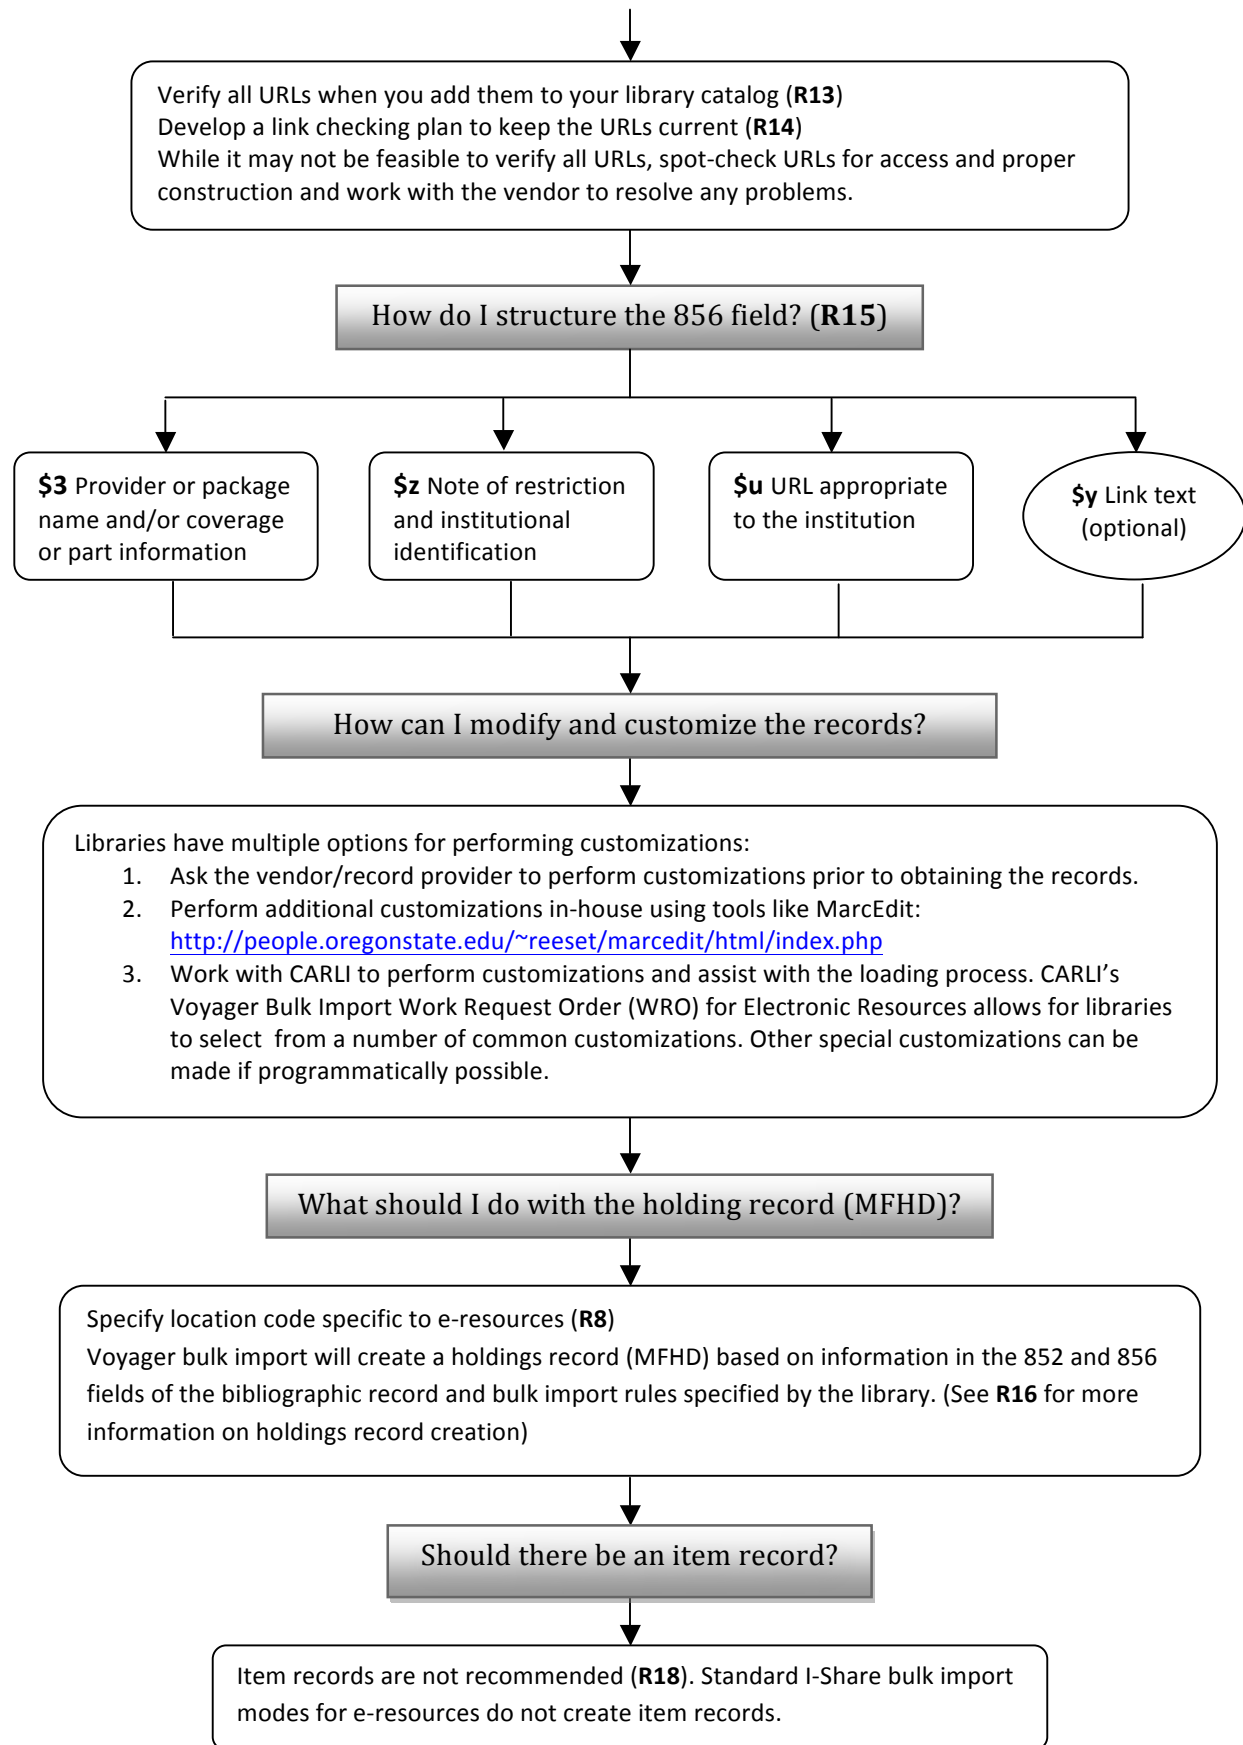 Verify all URLs when you add them to your library catalog (R13)
Develop a link checking plan to keep the URLs current (R14)
While it may not be feasible to verify all URLs, spot-check URLs for access and proper
construction and work with the vendor to resolve any problems.
How do I structure the 856 field? (R15)
$3 Provider or package
name and/or coverage
or part information
$z Note of restriction
and institutional
identification
$u URL appropriate
to the institution
$y Link text
(optional)
How can I modify and customize the records?
Libraries have multiple options for performing customizations:
1. Ask the vendor/record provider to perform customizations prior to obtaining the records.
2. Perform additional customizations in-house using tools like MarcEdit:
http://people.oregonstate.edu/~reeset/marcedit/html/index.php
3. Work with CARLI to perform customizations and assist with the loading process. CARLI's
Voyager Bulk Import Work Request Order (WRO) for Electronic Resources allows for libraries
to select from a number of common customizations. Other special customizations can be
made if programmatically possible.
What should I do with the holding record (MFHD)?
Specify location code specific to e-resources (R8)
Voyager bulk import will create a holdings record (MFHD) based on information in the 852 and 856
fields of the bibliographic record and bulk import rules specified by the library. (See R16 for more
information on holdings record creation)
Should there be an item record?
Item records are not recommended (R18). Standard I-Share bulk import
modes for e-resources do not create item records.